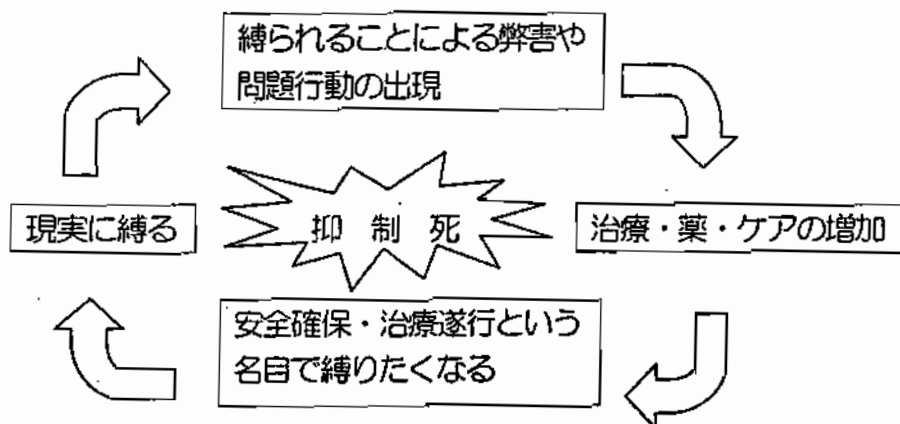 縛られることによる弊害や
問題行動の出現
現実に縛る
抑制死
治療・薬・ケアの増加
安全確保・治療遂行という
名目で縛りたくなる